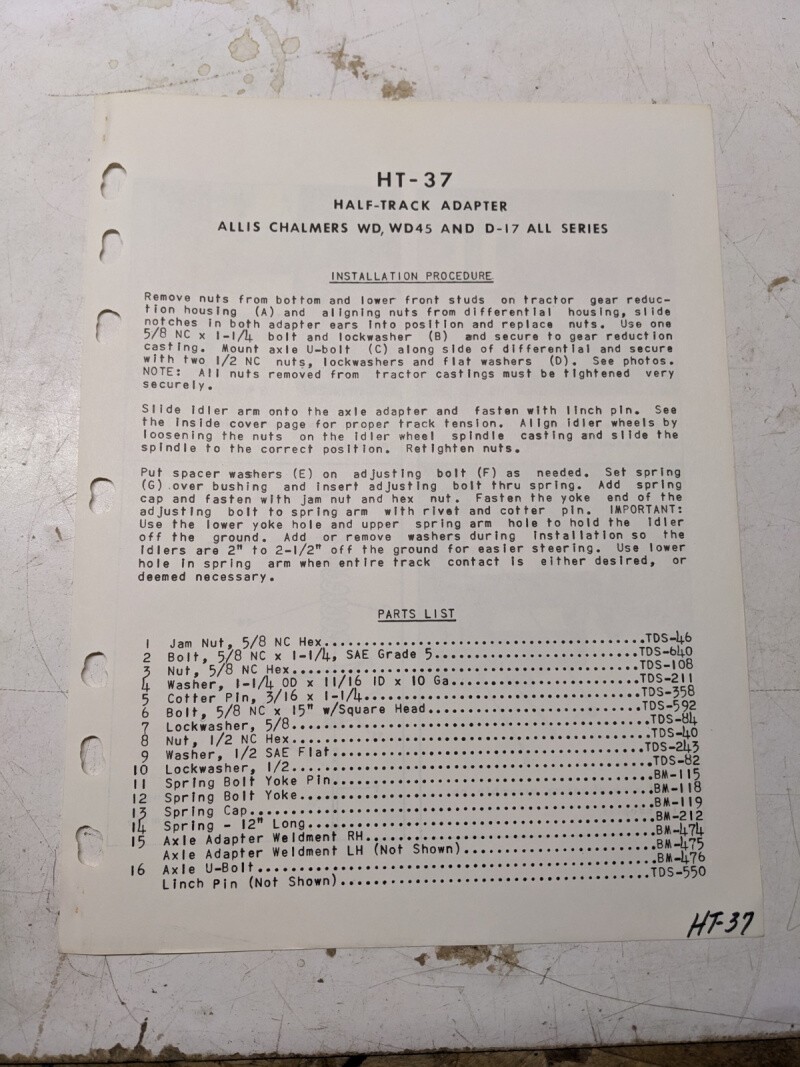 HT-37
HALF-TRACK ADAPTER
ALLIS CHALMERS WD, WD45 AND D-17 ALL SERIES
INSTALLATION PROCEDURE
Remove nuts from bottom and lower front studs on tractor gear reduc-
tion housing (A) and aligning nuts from differential housing, slide
notches in both adapter ears into position and replace nuts. Use one
5/8 NC x 1-1/4 bolt and lockwasher (B) and secure to gear reduction
casting. Mount axle U-bolt (C) along side of differential and secure
with two 1/2 NC nuts, lockwashers and flat washers (D). See photos.
NOTE: All nuts removed from tractor castings must be tightened very
securely.
Slide idler arm onto the axle adapter and fasten with linch pin. See
the inside cover page for proper track tension. Align idler wheels by
loosening the nuts on the idler wheel spindle casting and slide the
spindle to the correct position. Retighten nuts.
Put spacer washers (E) on adjusting bolt (F) as needed. Set spring
(G) over bushing and insert adjusting bolt thru spring. Add spring
cap and fasten with jam nut and hex nut. Fasten the yoke end of the
adjusting bolt to spring arm with rivet and cotter pin. IMPORTANT:
Use the lower yoke hole and upper spring arm hole to hold the idler
off the ground. Add or remove washers during installation so the
idlers are 2" to 2-1/2" off the ground for easier steering. Use lower
hole in spring arm when entire track contact is either desired, or
deemed necessary.
PARTS LIST
1 Jam Nut, 5/8 NC Hex........................................TDS-46
2 Bolt, 5/8 NC x 1-1/4, SAE Grade 5..........................TDS-640
3 Nut, 5/8 NC Hex............................................TDS-108
4 Washer, 1-1/4 OD x 11/16 ID x 10 Ga........................TDS-211
5 Cotter Pin, 3/16 x 1-1/4...................................TDS-358
6 Bolt, 5/8 NC x 15" w/Square Head...........................TDS-592
7 Lockwasher, 5/8............................................TDS-84
8 Nut, 1/2 NC Hex............................................TDS-40
9 Washer, 1/2 SAE Flat.......................................TDS-243
10 Lockwasher, 1/2...........................................TDS-82
11 Spring Bolt Yoke Pin......................................BM-115
12 Spring Bolt Yoke..........................................BM-118
13 Spring Cap................................................BM-119
14 Spring - 12" Long.........................................BM-212
15 Axle Adapter Weldment RH..................................BM-474
Axle Adapter Weldment LH (Not Shown).........................BM-475
16 Axle U-Bolt...............................................BM-476
Linch Pin (Not Shown)........................................TDS-550
HT-37